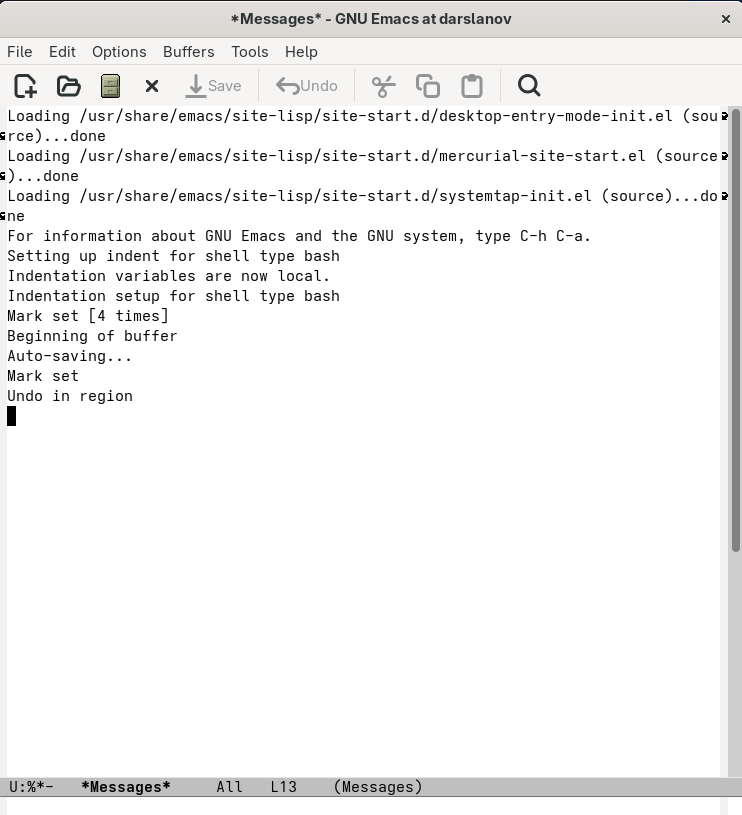 *Messages* - GNU Emacs at darslanov
File Edit Options Buffers Tools Help
Save Undo
Loading /usr/share/emacs/site-lisp/site-start.d/desktop-entry-mode-init.el (sou
rce)...done
Loading /usr/share/emacs/site-lisp/site-start.d/mercurial-site-start.el (source
)...done
Loading /usr/share/emacs/site-lisp/site-start.d/systemtap-init.el (source)...do
ne
For information about GNU Emacs and the GNU system, type C-h C-a.
Setting up indent for shell type bash
Indentation variables are now local.
Indentation setup for shell type bash
Mark set [4 times]
Beginning of buffer
Auto-saving...
Mark set
Undo in region
U:%*-  *Messages*  All  L13  (Messages)